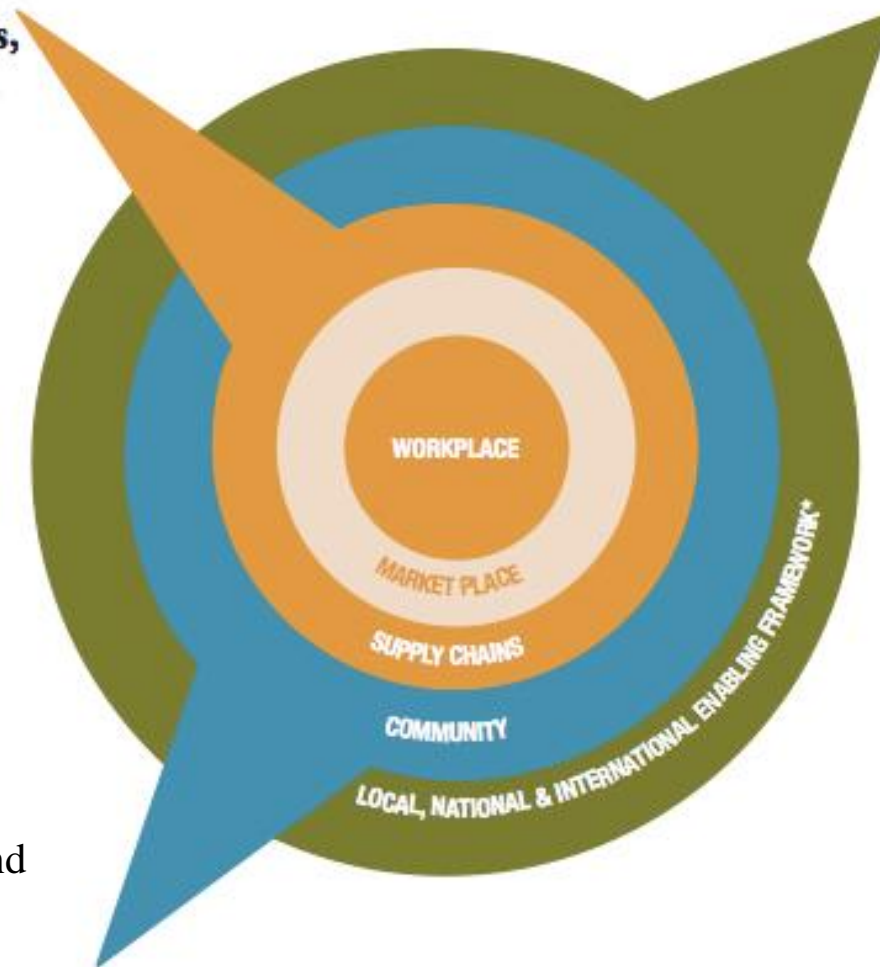 s,
WORKPLACE
MARKET PLACE
SUPPLY CHAINS
COMMUNITY
LOCAL, NATIONAL & INTERNATIONAL ENABLING FRAMEWORK*